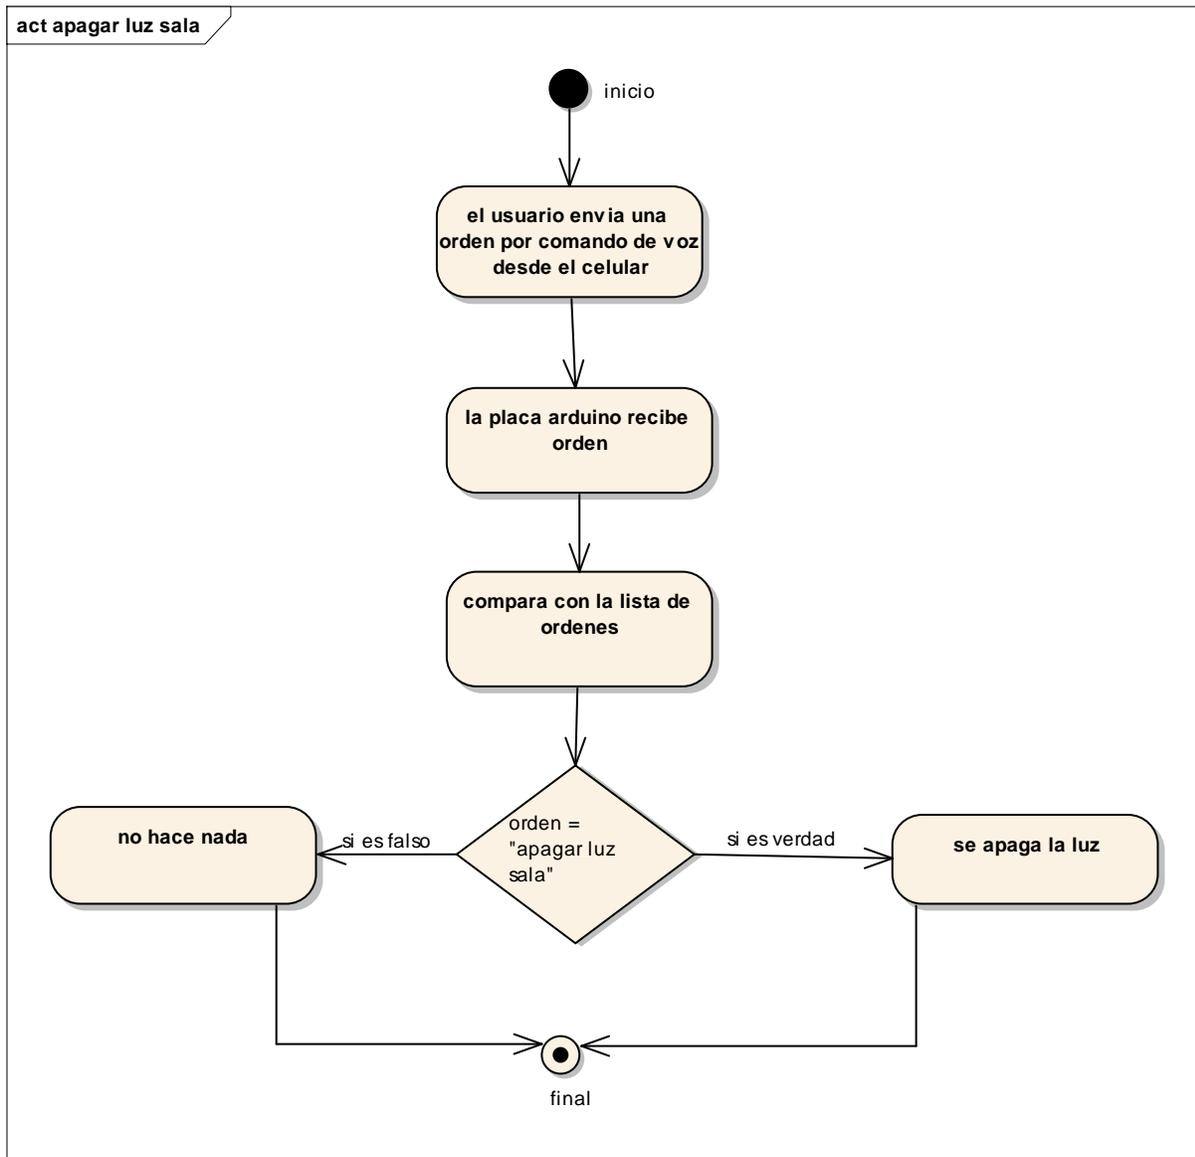 act apagar luz sala
inicio
el usuario envia una
orden por comando de voz
desde el celular
la placa arduino recibe
orden
compara con la lista de
ordenes
orden =
"apagar luz
sala"
si es falso
si es verdad
no hace nada
se apaga la luz
final